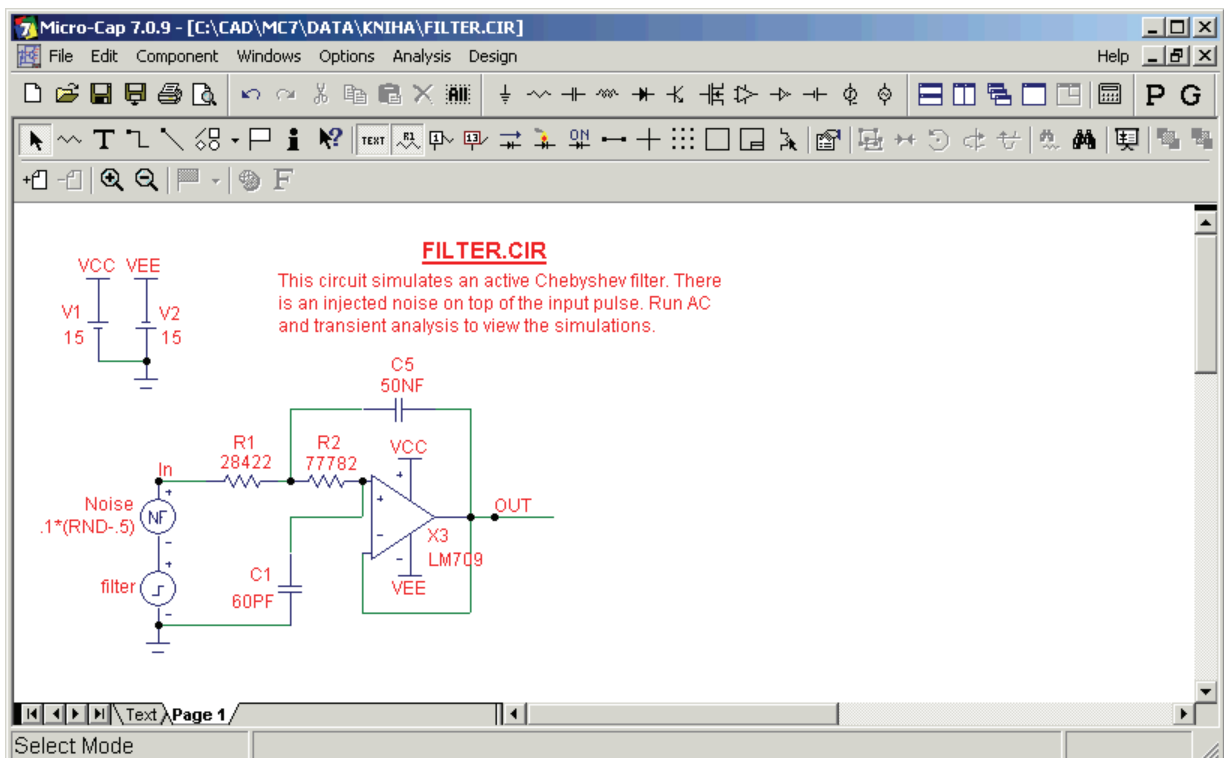 Micro-Cap 7.0.9 - [C:\CAD\MC7\DATA\KNIHA\FILTER.CIR]
File Edit Component Windows Options Analysis Design Help
P G
T TEXT R1 1 13 ON
F
FILTER.CIR
This circuit simulates an active Chebyshev filter. There
is an injected noise on top of the input pulse. Run AC
and transient analysis to view the simulations.
VCC VEE
V1 V2
15 15
C5
50NF
R1 R2 VCC
28422 77782
In
Noise
.1*(RND-.5)
NF
OUT
X3
LM709
VEE
filter
C1
60PF
Text Page 1
Select Mode